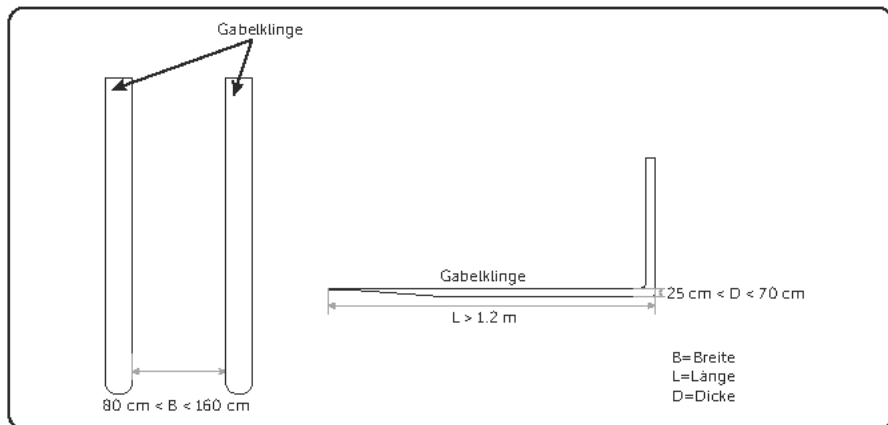 Gabelklinge
80 cm < B < 160 cm
Gabelklinge
25 cm < D < 70 cm
L > 1.2 m
B=Breite
L=Länge
D=Dicke